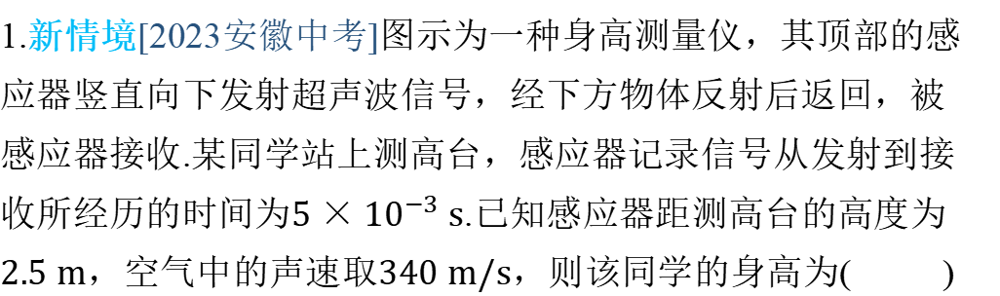 1.新情境[2023安徽中考]图示为一种身高测量仪，其顶部的感
应器竖直向下发射超声波信号，经下方物体反射后返回，被
感应器接收.某同学站上测高台，感应器记录信号从发射到接
收所经历的时间为5 × 10⁻³ s.已知感应器距测高台的高度为
2.5 m，空气中的声速取340 m/s，则该同学的身高为(　　)